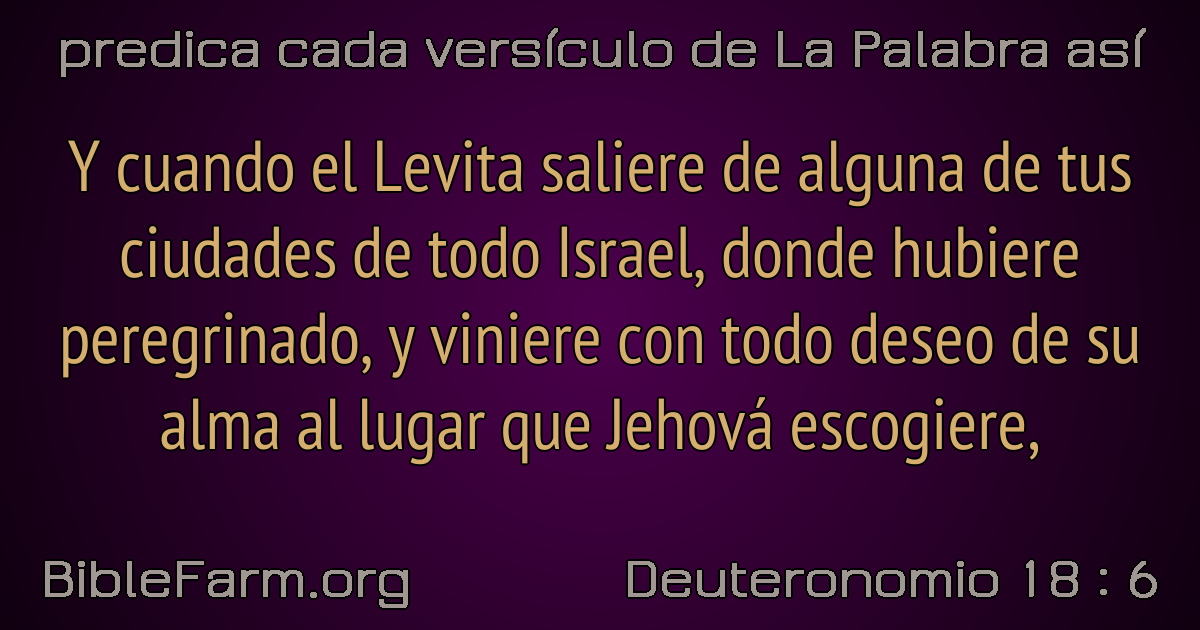 predica cada versículo de La Palabra así
Y cuando el Levita saliere de alguna de tus
ciudades de todo Israel, donde hubiere
peregrinado, y viniere con todo deseo de su
alma al lugar que Jehová escogiere,
BibleFarm.org
Deuteronomio 18 : 6